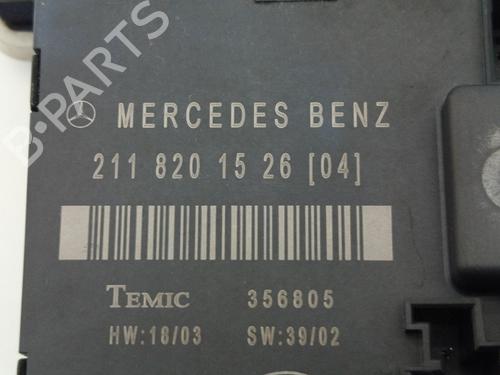 B-PARTS
MERCEDES BENZ
211 820 15 26 [04]
TEMIC 356805
HW:18/03 SW:39/02